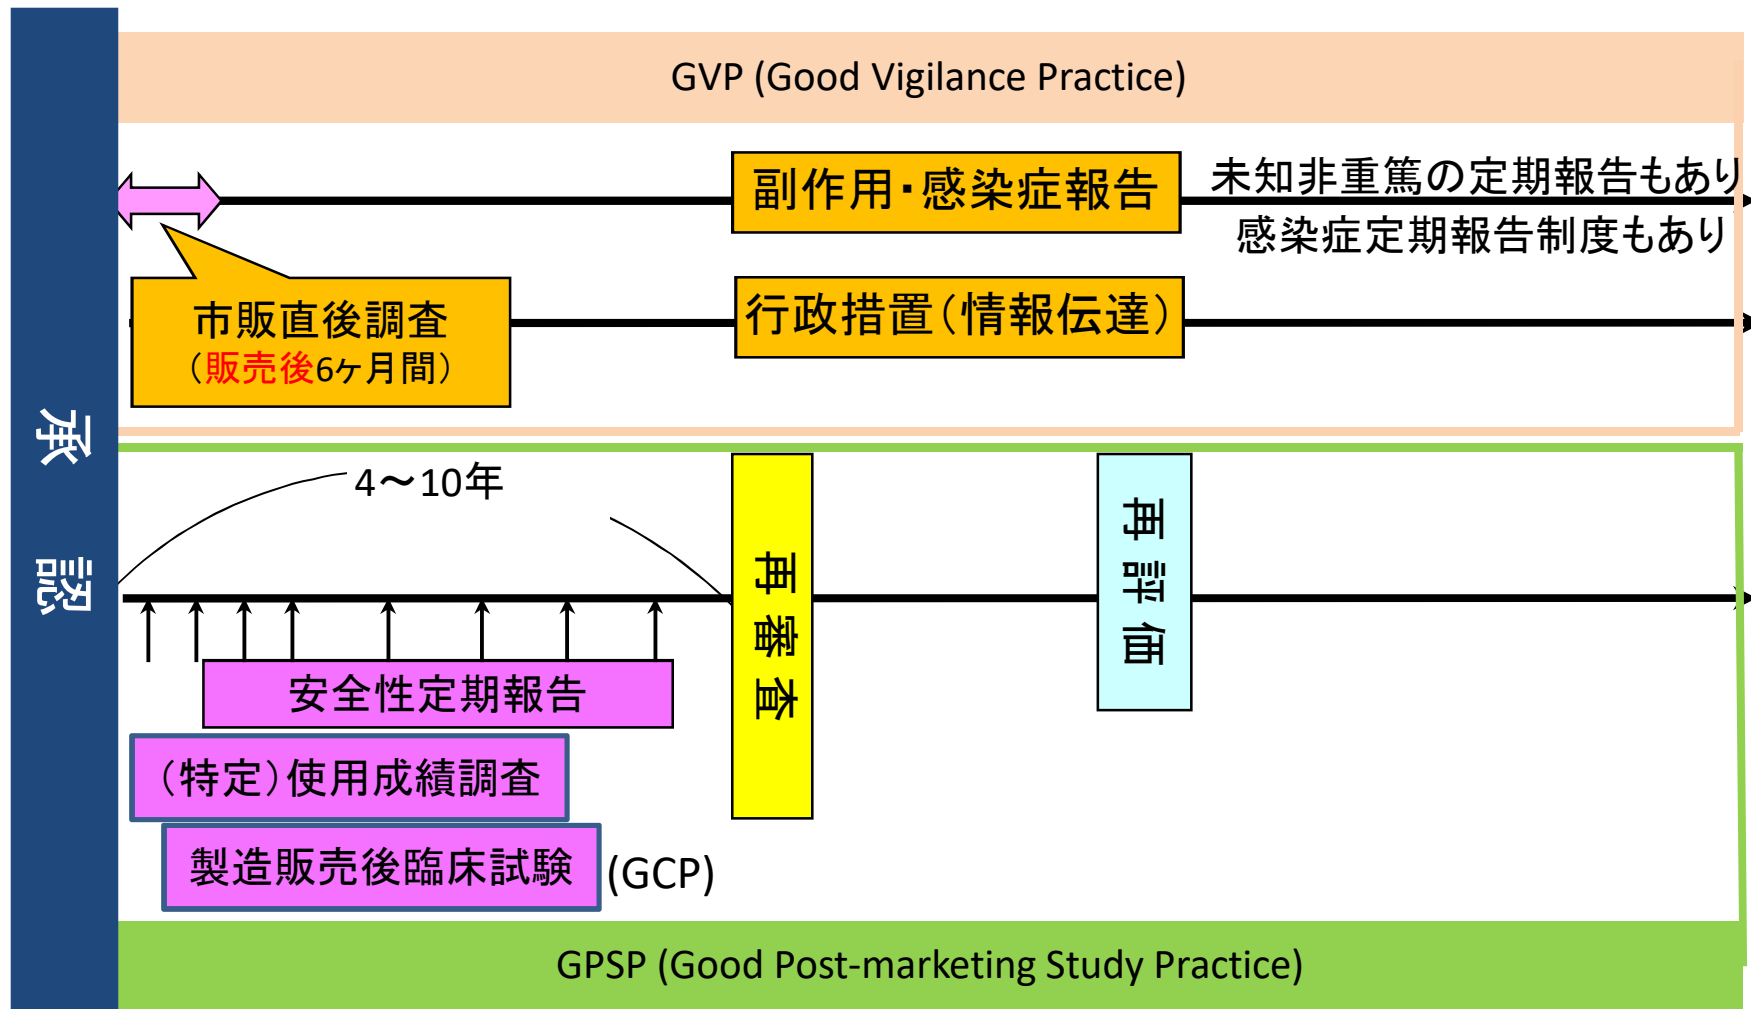 GVP (Good Vigilance Practice)
副作用・感染症報告
未知非重篤の定期報告もあり
感染症定期報告制度もあり
市販直後調査
（販売後6ヶ月間）
行政措置（情報伝達）
承認
4～10年
再審査
再評価
安全性定期報告
（特定）使用成績調査
製造販売後臨床試験
(GCP)
GPSP (Good Post-marketing Study Practice)